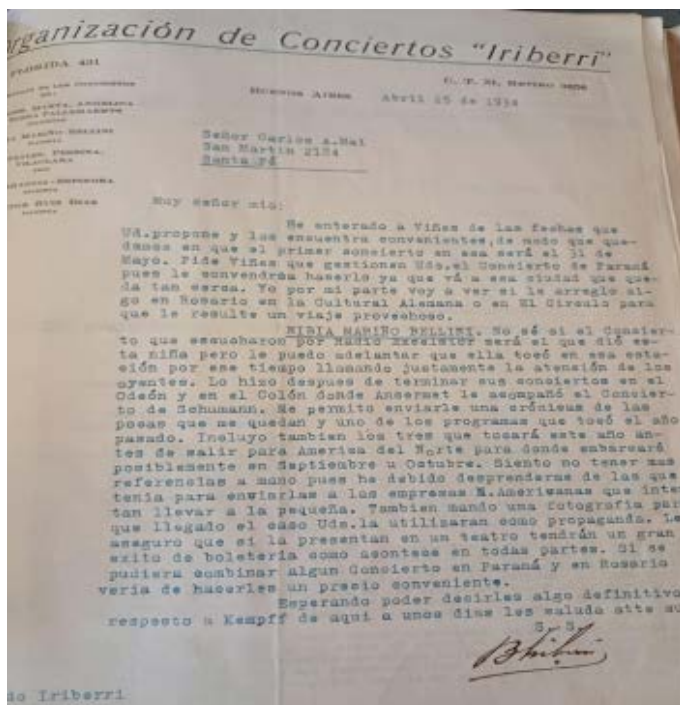 Organización de Conciertos "Iriberri"
FLORIDA 431
U. T. 31, Retiro
BUENOS AIRES Abril 25 de 1934
Señor Carlos A.
San Martin 2124
Santa Fé
MARIÑO BELLINI
Muy señor mio:
He enterado a Viñes de las fechas que
Ud.propone y las encuentra convenientes,de modo que que-
damos en que el primer concierto en esa será el 31 de
Mayo. Pide Viñes que gestionen Uds.el Concierto de Paraná
pues le convendría hacerlo ya que vá a esa ciudad que que-
da tan cerca. Yo por mi parte voy a ver si le arreglo al-
go en Rosario en la Cultural Alemana o en El Circulo para
que le resulte un viaje provechoso.
NIBIA MARIÑO BELLINI. No sé si el Concier-
to que escucharon por Radio Excelsior será el que dió es-
ta niña pero le puedo adelantar que ella tocó en esa esta-
ción por ese tiempo llamando justamente la atención de los
oyentes. Lo hizo despues de terminar sus conciertos en el
Odeón y en el Colón donde Ansermet le acompañó el Concier-
to de Schumann. Me permito enviarle una crónicas de las
pocas que me quedan y uno de los programas que tocó el año
pasado. Incluyo tambien los tres que tocará este año an-
tes de salir para America del Norte para donde embarcará
posiblemente en Septiembre u Octubre. Siento no tener mas
referencias a mano pues he debido desprenderme de las que
tenia para enviarlas a las empresas N.Americanas que inte
tan llevar a la pequeña. Tambien mando una fotografia par
que llegado el caso Uds.la utilizaran como propaganda. Le
aseguro que si la presentan en un teatro tendrán un gran
exito de boletería como acontece en todas partes. Si se
pudiera combinar algun Concierto en Paraná y en Rosario
veria de hacerles un precio conveniente.
Esperando poder decirles algo definitivo
respecto a Kempff de aqui a unos dias les saluda atte su
S. S.
Iriberri